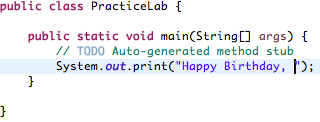 public class PracticeLab {
public static void main(String[] args) {
// TODO Auto-generated method stub
System.out.print("Happy Birthday, ");
}
}